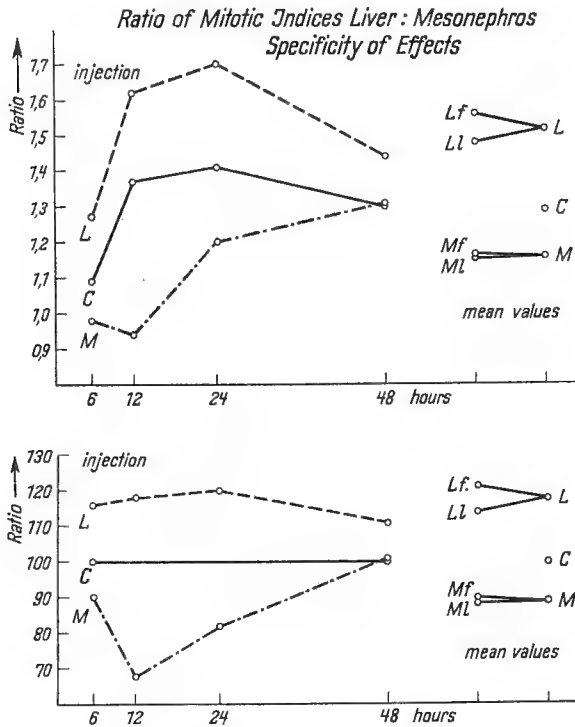 Ratio of Mitotic Indices Liver : Mesonephros
Specificity of Effects
Ratio
injection
1,7
1,6
1,5
1,4
1,3
1,2
1,1
1,0
0,9
L
C
M
6
12
24
48
hours
Lf
Ll
L
C
Mf
Ml
M
mean values
Ratio
injection
130
120
110
100
90
80
70
L
C
M
6
12
24
48
hours
Lf.
Ll
L
C
Mf
Ml
M
mean values